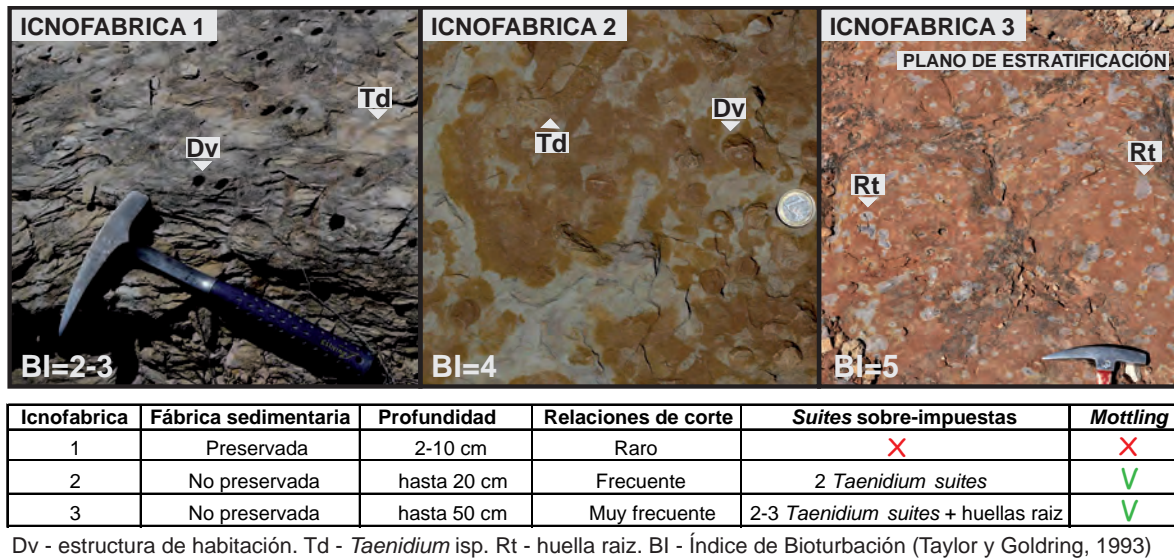 ICNOFABRICA 1
Td
Dv
BI=2-3
ICNOFABRICA 2
Dv
Td
BI=4
ICNOFABRICA 3
PLANO DE ESTRATIFICACIÓN
Rt
Rt
BI=5
Icnofabrica Fábrica sedimentaria Profundidad Relaciones de corte Suites sobre-impuestas Mottling
1 Preservada 2-10 cm Raro X X
2 No preservada hasta 20 cm Frecuente 2 Taenidium suites V
3 No preservada hasta 50 cm Muy frecuente 2-3 Taenidium suites + huellas raiz V
Dv - estructura de habitación. Td - Taenidium isp. Rt - huella raiz. BI - Índice de Bioturbación (Taylor y Goldring, 1993)